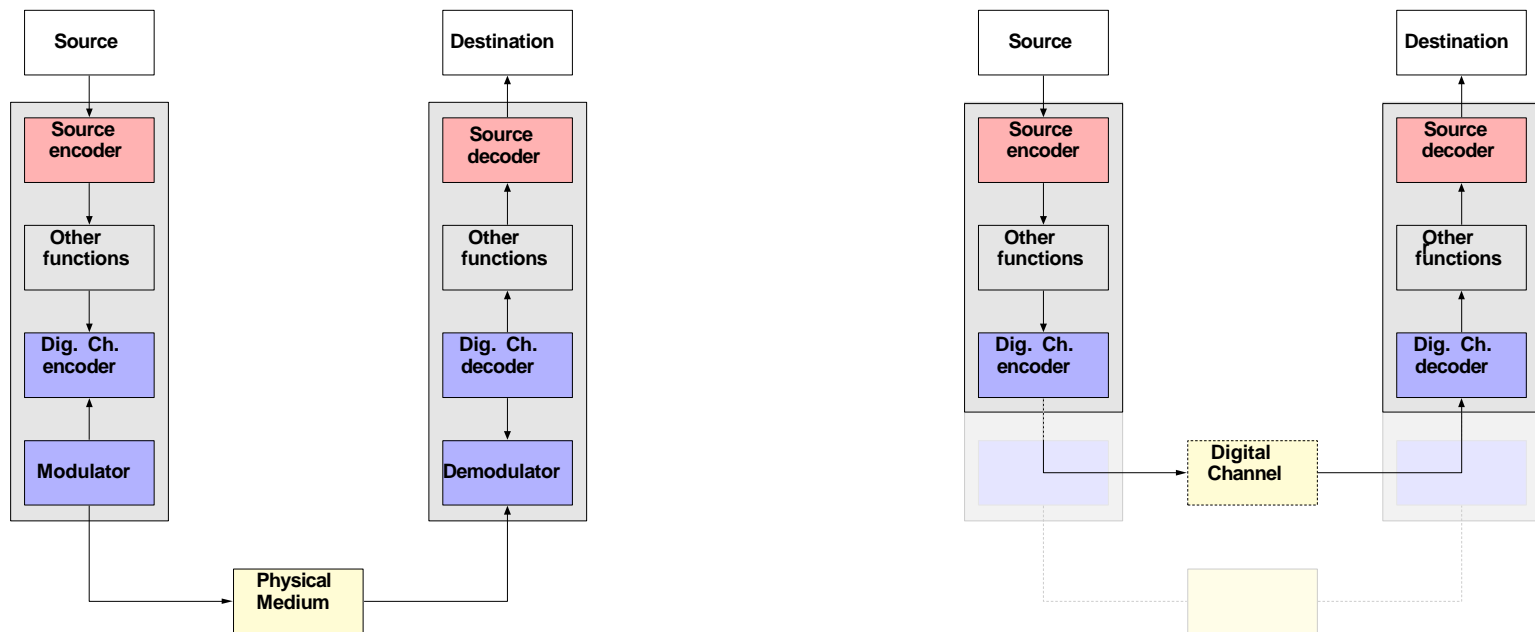 Source
Source
encoder
Other
functions
Dig. Ch.
encoder
Modulator
Physical
Medium
Destination
Source
decoder
Other
functions
Dig. Ch.
decoder
Demodulator
Source
Source
encoder
Other
functions
Dig. Ch.
encoder
Digital
Channel
Destination
Source
decoder
Other
functions
Dig. Ch.
decoder